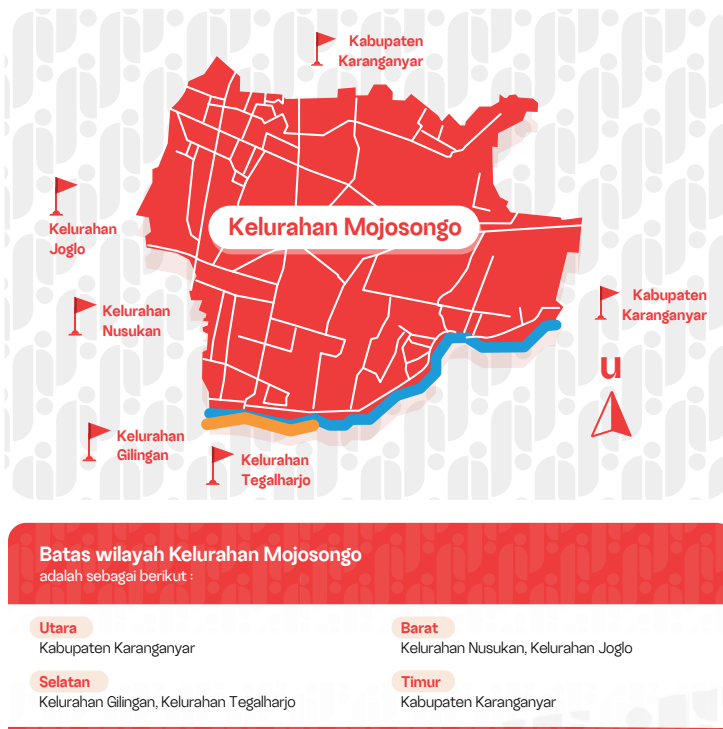 Kabupaten
Karanganyar
Kelurahan
Joglo
Kelurahan Mojosongo
Kelurahan
Nusukan
Kabupaten
Karanganyar
u
Kelurahan
Gilingan
Kelurahan
Tegalharjo
Batas wilayah Kelurahan Mojosongo
adalah sebagai berikut :
Utara
Kabupaten Karanganyar
Barat
Kelurahan Nusukan, Kelurahan Joglo
Selatan
Kelurahan Gilingan, Kelurahan Tegalharjo
Timur
Kabupaten Karanganyar